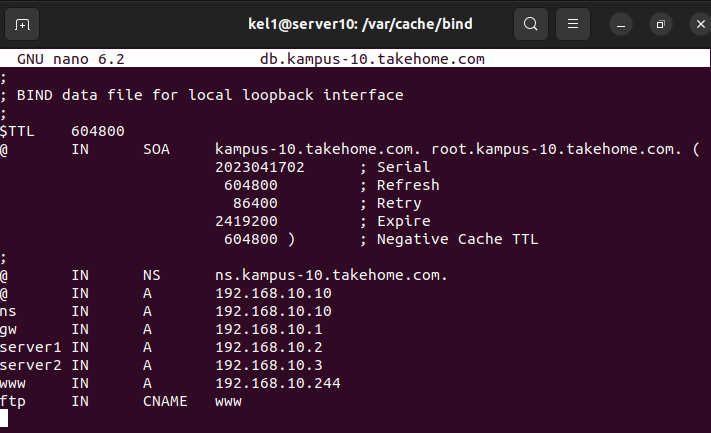 kel1@server10: /var/cache/bind
GNU nano 6.2 db.kampus-10.takehome.com
;
; BIND data file for local loopback interface
;
$TTL 604800
@ IN SOA kampus-10.takehome.com. root.kampus-10.takehome.com. (
2023041702 ; Serial
604800 ; Refresh
86400 ; Retry
2419200 ; Expire
604800 ) ; Negative Cache TTL
;
@ IN NS ns.kampus-10.takehome.com.
@ IN A 192.168.10.10
ns IN A 192.168.10.10
gw IN A 192.168.10.1
server1 IN A 192.168.10.2
server2 IN A 192.168.10.3
www IN A 192.168.10.244
ftp IN CNAME www